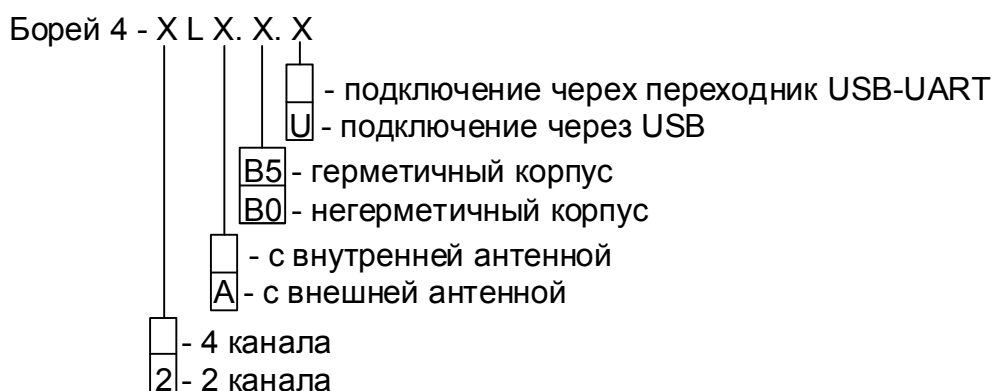 Борей 4 - X L X. X. X
- подключение черех переходник USB-UART
U - подключение через USB
B5 - герметичный корпус
B0 - негерметичный корпус
- с внутренней антенной
A - с внешней антенной
- 4 канала
2 - 2 канала